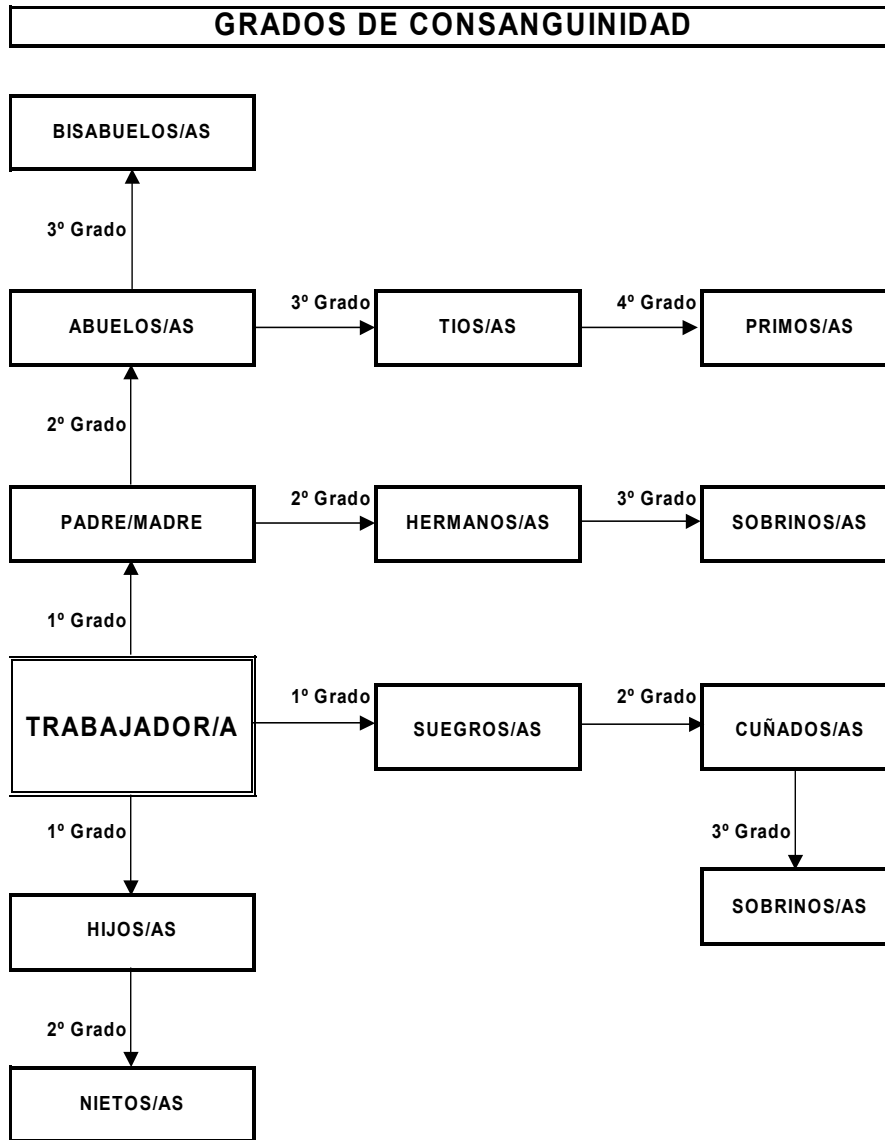 GRADOS DE CONSANGUINIDAD
BISABUELOS/AS
3º Grado
3º Grado
4º Grado
ABUELOS/AS
TIOS/AS
PRIMOS/AS
2º Grado
2º Grado
3º Grado
PADRE/MADRE
HERMANOS/AS
SOBRINOS/AS
1º Grado
1º Grado
2º Grado
TRABAJADOR/A
SUEGROS/AS
CUÑADOS/AS
1º Grado
3º Grado
HIJOS/AS
SOBRINOS/AS
2º Grado
NIETOS/AS